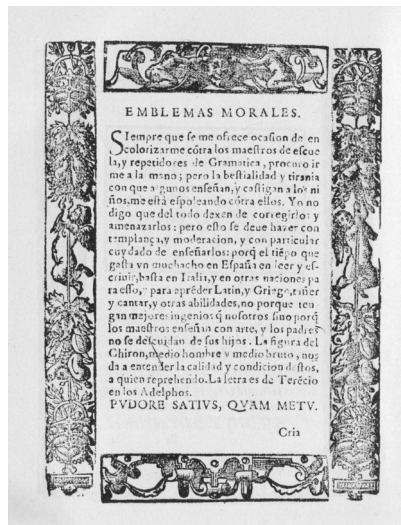 EMBLEMAS MORALES.
SIempre que se me ofrece ocasion de en
colorizarme cõtra los maestros de escue
la, y repetidores de Gramatica, procuro ir
me a la mano; pero la bestialidad y tirania
con que algunos enseñan, y castigan a los ni
ños, me està espoleando cõtra ellos. Yo no
digo que del todo dexen de corregirlos y
amenazarlos: pero esto se deue hazer con
templança, y moderacion, y con particular
cuydado de enseñarlos: porq̃ el tiẽpo que
gasta vn muchacho en España en leer y es-
criuir, basta en Italia, y en otras naciones pa
ra esso, y para aprẽder Latin, y Griego, tañer
y cantar, y otras abilidades, no porque ten-
gan mejores ingenios q̃ nosotros sino porq̃
los maestros enseñan con arte, y los padres
no se descuidan de sus hijos. La figura del
Chiron, medio hombre y medio bruto, nos
da a entender la calidad y condicion destos,
a quien reprehendo. La letra es de Terẽcio
en los Adelphos.
PVDORE SATIVS, QVAM METV.
Cria